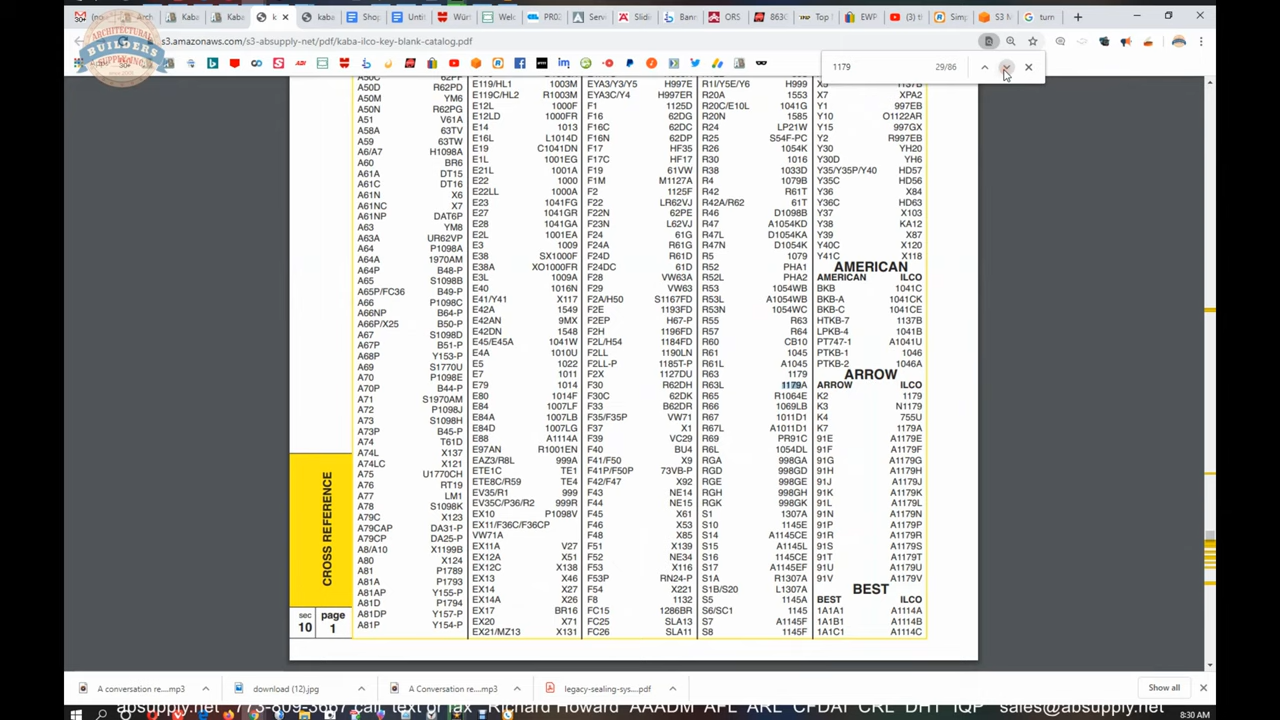 s3.amazonaws.com/s3-absupply-net/pdf/kaba-ilco-key-blank-catalog.pdf
1179 29/86
A50C 62PP
A50D R62PD
A50M YM6
A50N R62PG
A51 V61A
A58A 63TV
A59 63TW
A6/A7 H1098A
A60 BR6
A61A DT15
A61C DT16
A61N X6
A61NC X7
A61NP DAT6P
A63 YM8
A63A UR62VP
A64 P1098A
A64A 1970AM
A64P B48-P
A65 S1098B
A65P/FC36 B49-P
A66 P1098C
A66NP B64-P
A66P/X25 B50-P
A67 S1098D
A67P B51-P
A68P Y153-P
A69 S1770U
A70 P1098E
A70P B44-P
A71 S1970AM
A72 P1098J
A73 S1098H
A73P B45-P
A74 T61D
A74L X137
A74LC X121
A75 U1770CH
A76 RT19
A77 LM1
A78 S1098K
A79C X123
A79CAP DA31-P
A79CP DA25-P
A8/A10 X1199B
A80 X124
A81 P1789
A81A P1793
A81AP Y155-P
A81D P1794
A81DP Y157-P
A81P Y154-P
E119/HL1 1003M
E119C/HL2 R1003M
E12L 1000F
E12LD 1000FR
E14 1013
E16L L1014D
E19 C1041DN
E1L 1001EG
E21L 1001A
E22 1000
E22LL 1000A
E23 1041FG
E27 1041GR
E28 1041GA
E2L 1001EA
E3 1009
E38 SX1000F
E38A XO1000FR
E3L 1009A
E40 1016N
E41/Y41 X117
E42A 1549
E42AN 9MX
E42DN 1548
E45/E45A 1041W
E4A 1010U
E5 1022
E7 1011
E79 1014
E80 1014F
E84 1007LF
E84A 1007LB
E84D 1007LG
E88 A1114A
E97AN R1001EN
EAZ3/R8L 999A
ETE1C TE1
ETE8C/R59 TE4
EV35/R1 999
EV35C/P36/R2 999R
EX10 P1098V
EX11/F36C/F36CP
VW71A
EX11A V27
EX12A X51
EX12C X138
EX13 X46
EX14 X27
EX14A X26
EX17 BR16
EX20 X71
EX21/MZ13 X131
EYA3/Y3/Y5 H997E
EYA3C/Y4 H997ER
F1 1125D
F16 62DG
F16C 62DC
F16N 62DP
F17 HF35
F17C HF17
F19 61VW
F1M M1127A
F2 1125F
F22 LR62VJ
F22N 62PE
F23N L62VJ
F24 61G
F24A R61G
F24D R61D
F24DC 61D
F28 VW63A
F29 VW63
F2A/H50 S1167FD
F2E 1193FD
F2EP H67-P
F2H 1196FD
F2L/H54 1184FD
F2LL 1190LN
F2LL-P 1185T-P
F2X 1127DU
F30 R62DH
F30C 62DK
F33 B62DR
F35/F35P VW71
F37 X1
F39 VC29
F40 BU4
F41/F50 X9
F41P/F50P 73VB-P
F42/F47 X92
F43 NE14
F44 NE15
F45 X61
F46 X53
F48 X85
F51 X139
F52 NE34
F53 X116
F53P RN24-P
F54 X221
F8 1132
FC15 1286BR
FC25 SLA13
FC26 SLA11
R1I/Y5E/Y6 H999
R20A 1553
R20C/E10L 1041G
R20N 1585
R24 LP21W
R25 S54F-PC
R26 1054K
R30 1016
R38 1033D
R4 1079B
R42 R61T
R42A/R62 61T
R46 D1098B
R47 A1054KD
R47L D1054KA
R47N D1054K
R5 1079
R52 PHA1
R52L PHA2
R53 1054WB
R53L A1054WB
R53N 1054WC
R55 R63
R57 R64
R60 CB10
R61 1045
R61L A1045
R63 1179
R63L 1179A
R65 R1064E
R66 1069LB
R67 1011D1
R67L A1011D1
R69 PR91C
R6L 1054DL
RGA 998GA
RGD 998GD
RGE 998GE
RGH 998GH
RGK 998GK
S1 1307A
S10 1145E
S14 A1145CE
S15 A1145L
S16 1145CE
S17 A1145EF
S1A R1307A
S1B/S20 L1307A
S5 1145A
S6/SC1 1145
S7 A1145F
S8 1145F
X7 XPA2
Y1 997EB
Y10 O1122AR
Y15 997GX
Y2 R997EB
Y30 YH20
Y30D YH6
Y35/Y35P/Y40 HD57
Y35C HD56
Y36 X84
Y36C HD63
Y37 X103
Y38 KA12
Y39 X87
Y40C X120
Y41C X118
AMERICAN
AMERICAN ILCO
BKB 1041C
BKB-A 1041CK
BKB-C 1041CE
HTKB-7 1137B
LPKB-4 1041B
PT747-1 A1041U
PTKB-1 1046
PTKB-2 1046A
ARROW
ARROW ILCO
K2 1179
K3 N1179
K4 755U
K7 1179A
91E A1179E
91F A1179F
91G A1179G
91H A1179H
91J A1179J
91K A1179K
91L A1179L
91N A1179N
91P A1179P
91R A1179R
91S A1179S
91T A1179T
91U A1179U
91V A1179V
BEST
BEST ILCO
1A1A1 A1114A
1A1B1 A1114B
1A1C1 A1114C
CROSS REFERENCE
sec page
10 1
ARCHITECTURAL
BUILDERS
A conversation re....mp3
download (12).jpg
A Conversation re....mp3
legacy-sealing-sys....pdf
Show all
absupply.net 773-809-3667 call, text or fax Richard Howard AAADM AFL ARL CFDAI CRL DHT IQP sales@absupply.net
8:30 AM